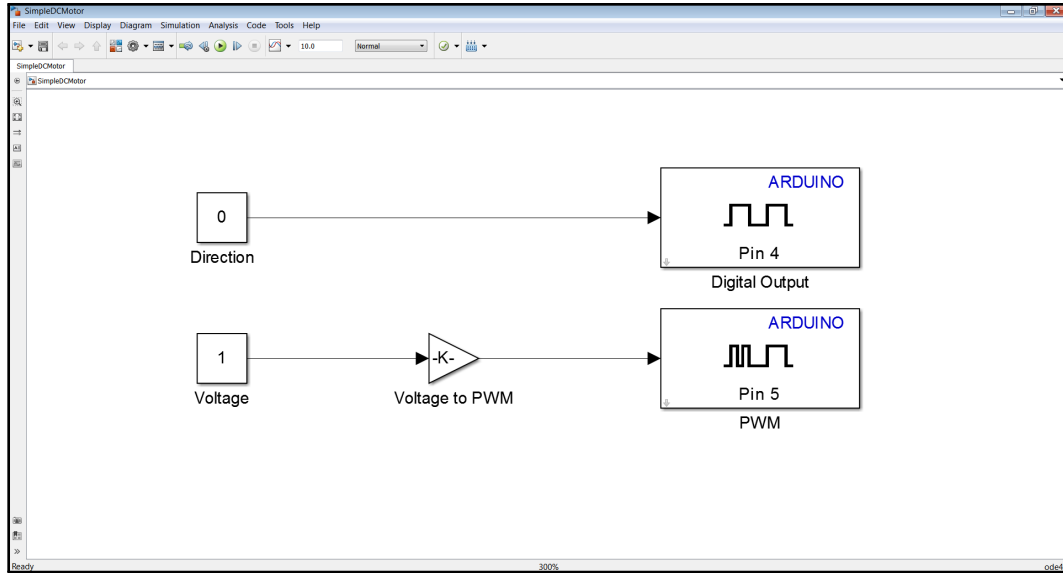 SimpleDCMotor
File Edit View Display Diagram Simulation Analysis Code Tools Help
10.0 Normal
SimpleDCMotor
SimpleDCMotor
ARDUINO
0
Pin 4
Direction
Digital Output
ARDUINO
1 -K-
Pin 5
Voltage Voltage to PWM
PWM
Ready 300%